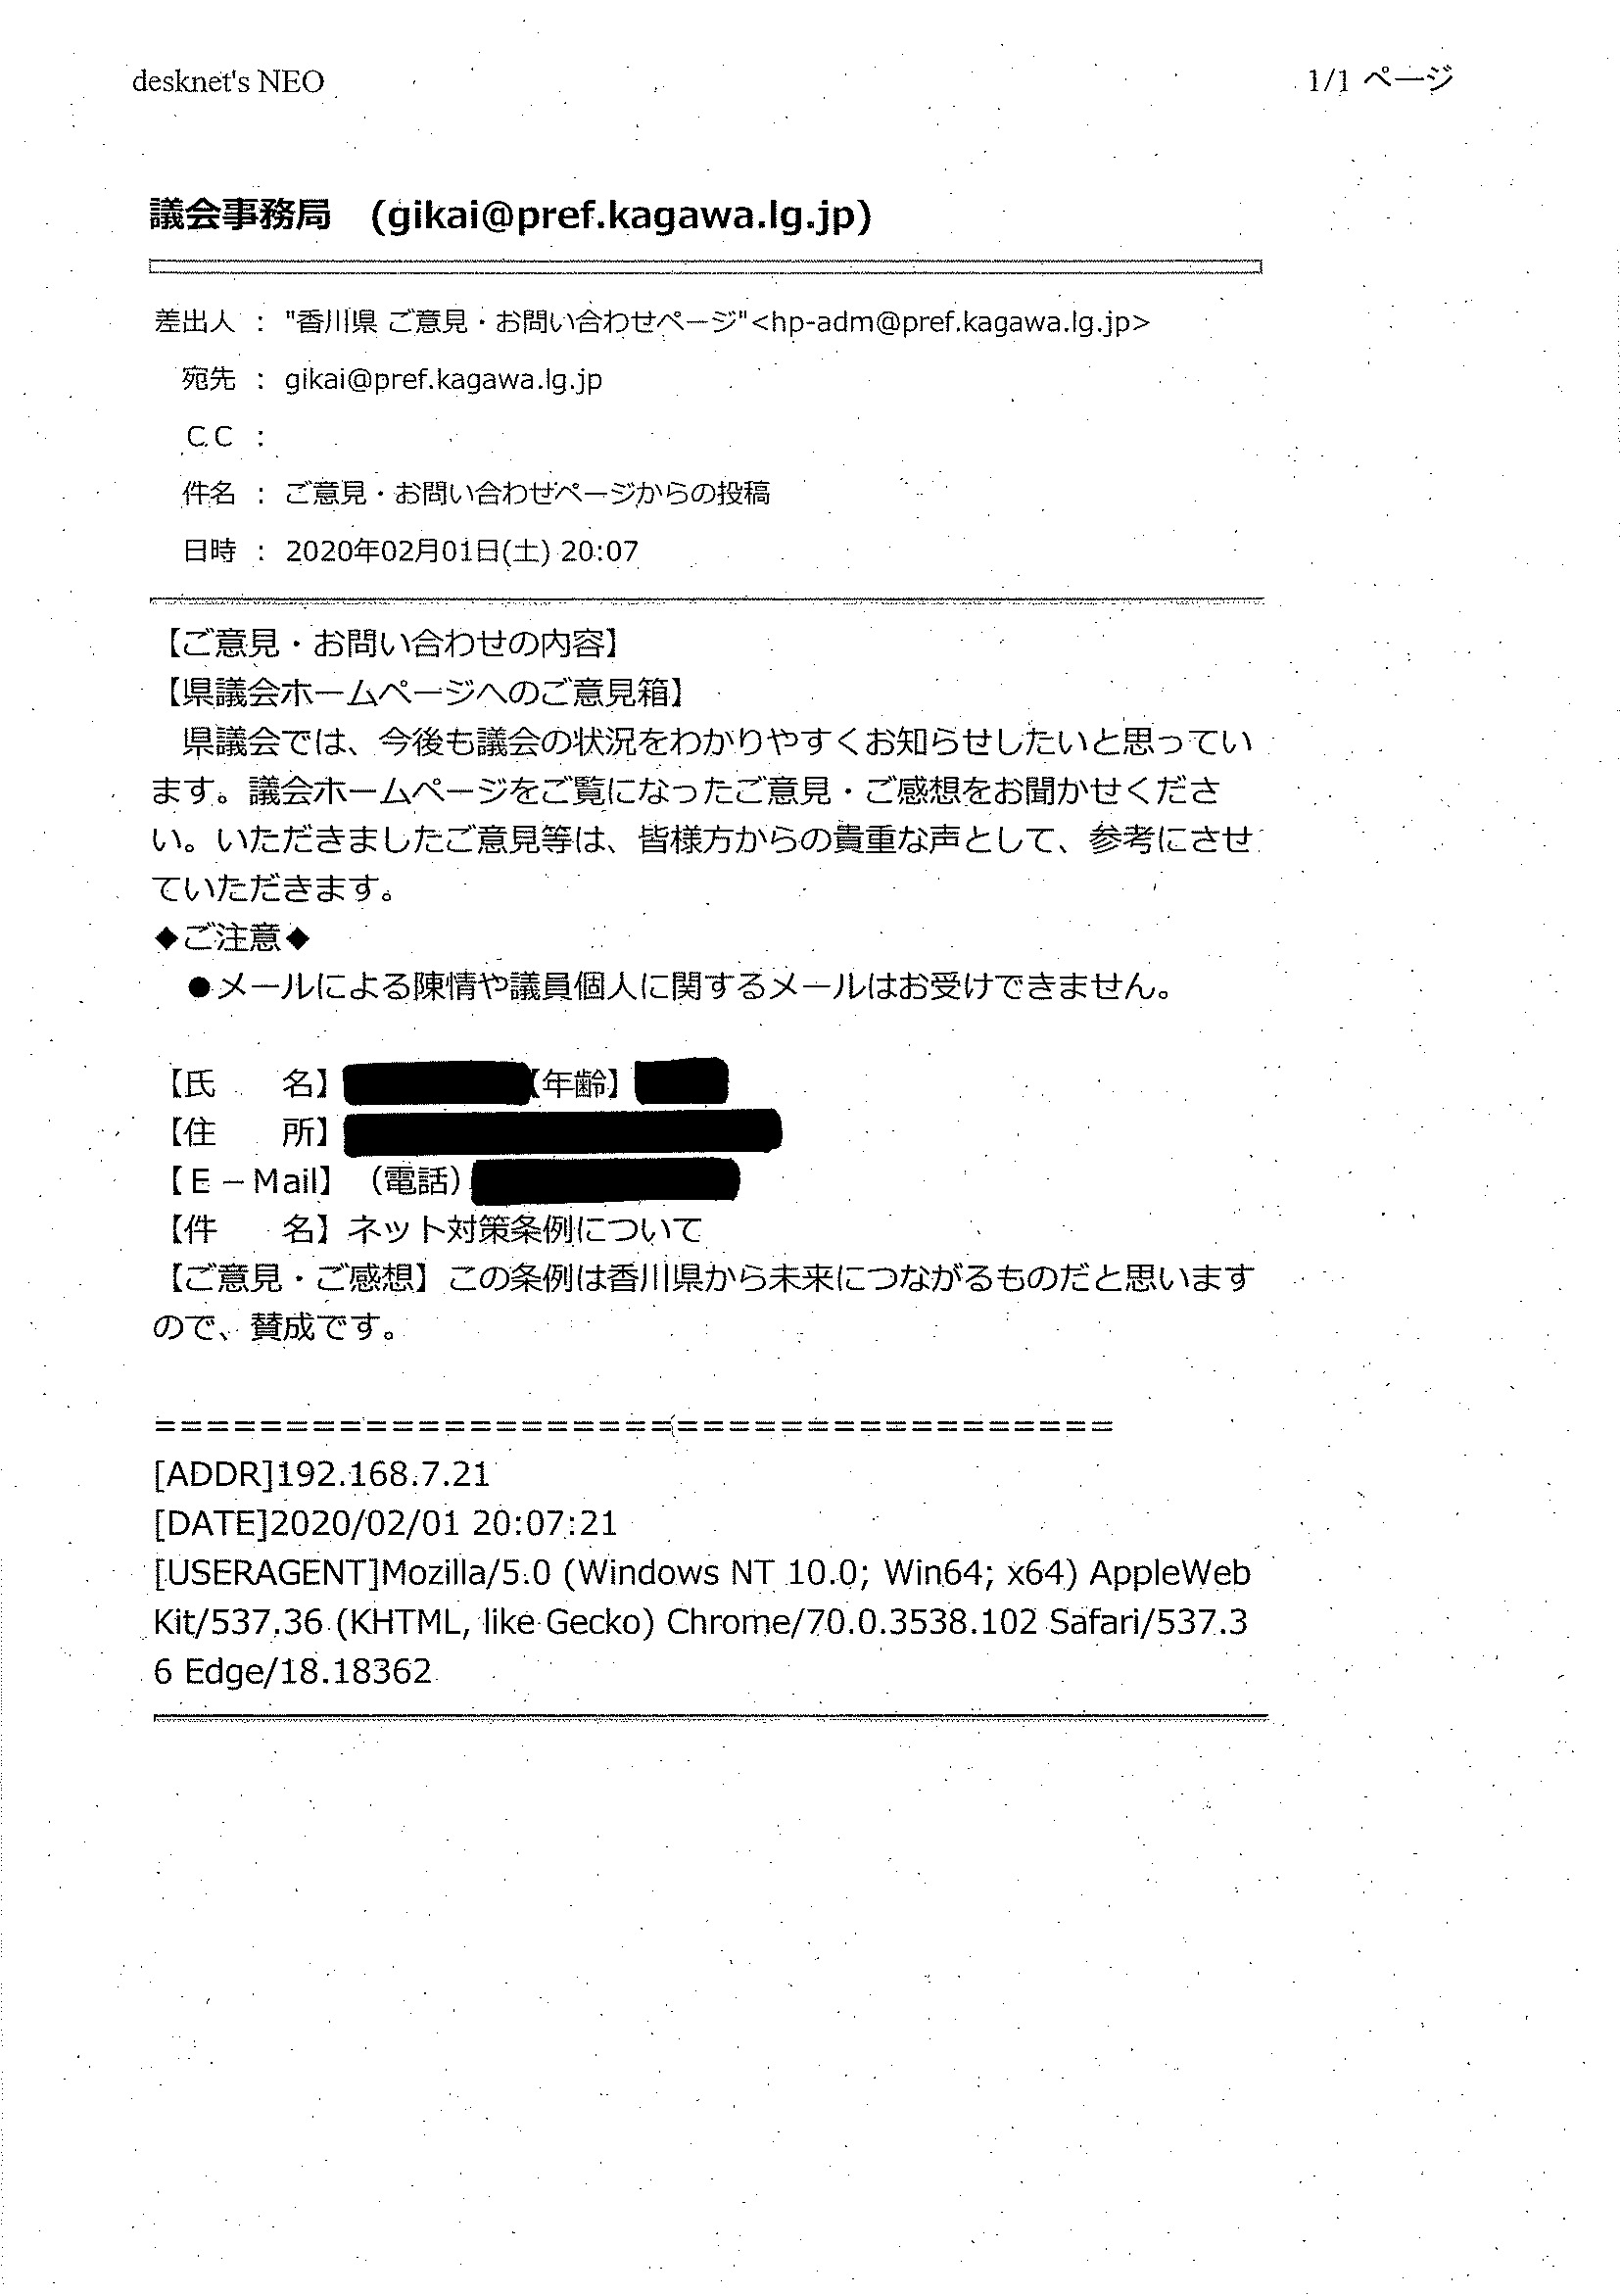 desknet's NEO
1/1 ページ
議会事務局　(gikai@pref.kagawa.lg.jp)
差出人 ： "香川県 ご意見・お問い合わせページ"<hp-adm@pref.kagawa.lg.jp>
宛先 ： gikai@pref.kagawa.lg.jp
ＣＣ ：
件名 ： ご意見・お問い合わせページからの投稿
日時 ： 2020年02月01日(土) 20:07
【ご意見・お問い合わせの内容】
【県議会ホームページへのご意見箱】
　県議会では、今後も議会の状況をわかりやすくお知らせしたいと思ってい
ます。議会ホームページをご覧になったご意見・ご感想をお聞かせくださ
い。いただきましたご意見等は、皆様方からの貴重な声として、参考にさせ
ていただきます。
◆ご注意◆
　●メールによる陳情や議員個人に関するメールはお受けできません。
【氏　　名】【年齢】
【住　　所】
【Ｅ－Mail】（電話）
【件　　名】ネット対策条例について
【ご意見・ご感想】この条例は香川県から未来につながるものだと思います
ので、賛成です。
=====================================
[ADDR]192.168.7.21
[DATE]2020/02/01 20:07:21
[USERAGENT]Mozilla/5.0 (Windows NT 10.0; Win64; x64) AppleWeb
Kit/537.36 (KHTML, like Gecko) Chrome/70.0.3538.102 Safari/537.3
6 Edge/18.18362